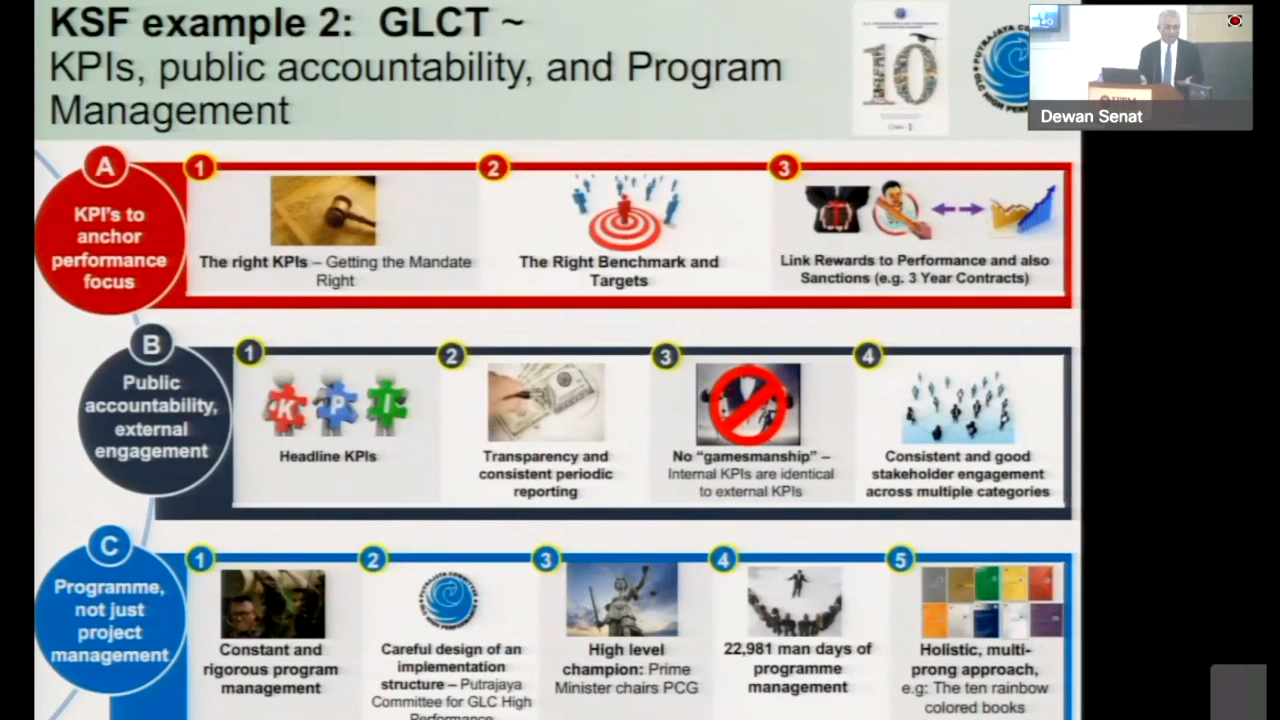 KSF example 2: GLCT ~
KPIs, public accountability, and Program
Management
10
Dewan Senat
A
KPI's to
anchor
performance
focus
1
The right KPIs – Getting the Mandate
Right
2
The Right Benchmark and
Targets
3
Link Rewards to Performance and also
Sanctions (e.g. 3 Year Contracts)
B
Public
accountability,
external
engagement
1
K P I
Headline KPIs
2
Transparency and
consistent periodic
reporting
3
No “gamesmanship” –
Internal KPIs are identical
to external KPIs
4
Consistent and good
stakeholder engagement
across multiple categories
C
Programme,
not just
project
management
1
Constant and
rigorous program
management
2
Careful design of an
implementation
structure – Putrajaya
Committee for GLC High
Performance
3
High level
champion: Prime
Minister chairs PCG
4
22,981 man days of
programme
management
5
Holistic, multi-
prong approach,
e.g: The ten rainbow
colored books